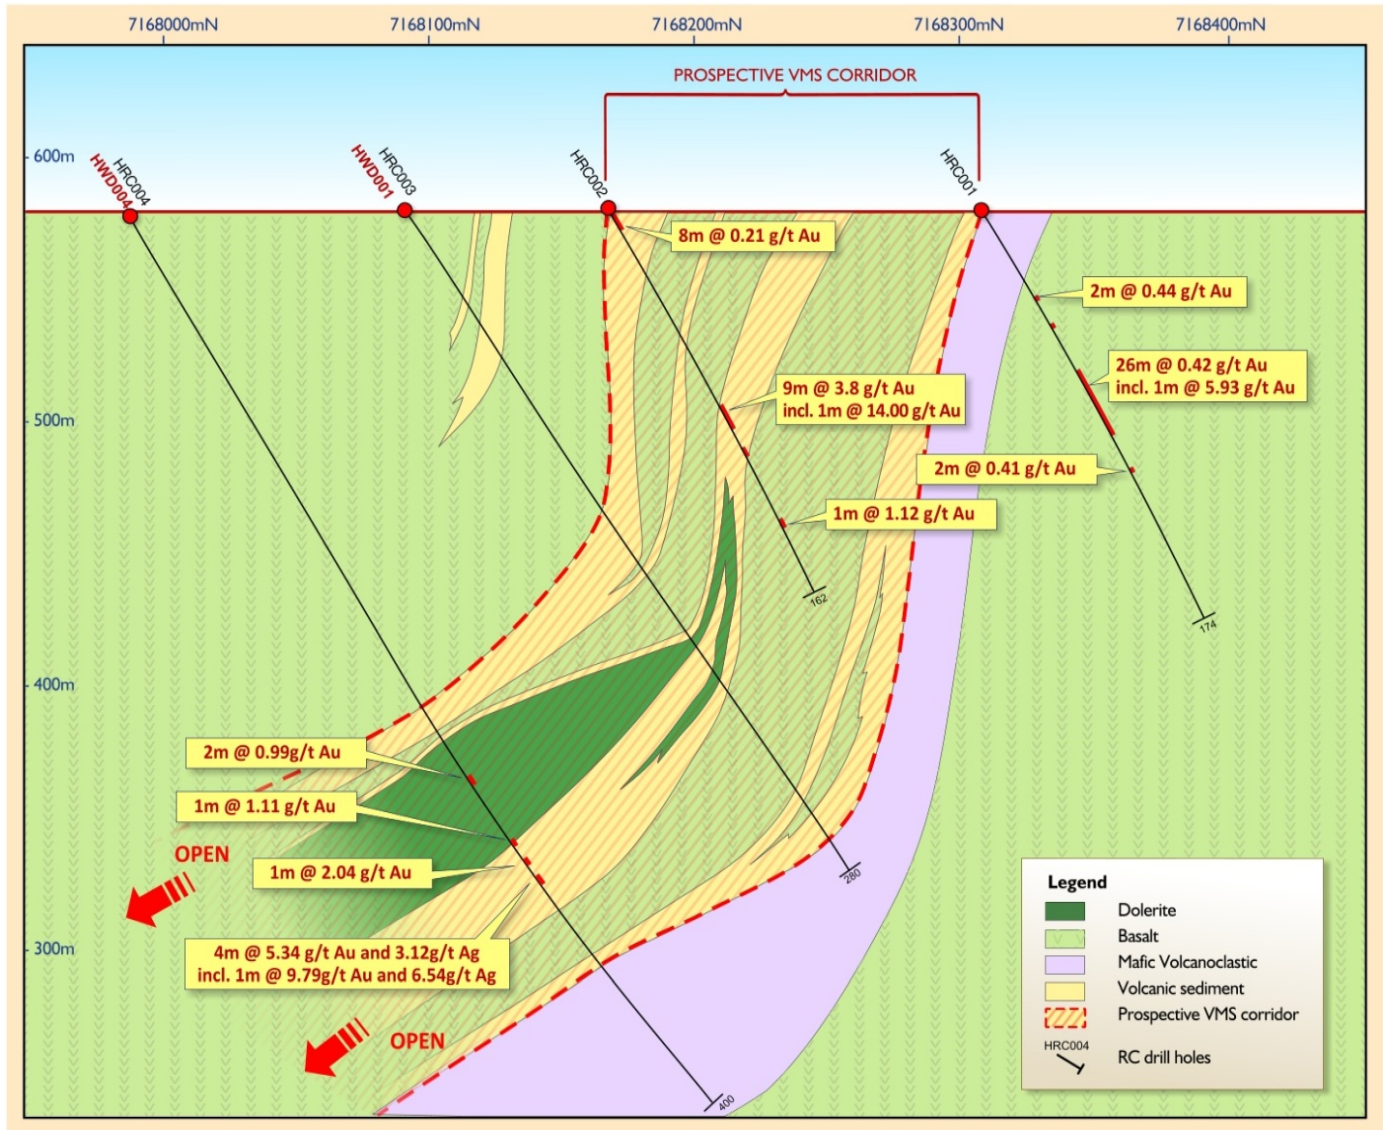 7168000mN
7168100mN
7168200mN
7168300mN
7168400mN
PROSPECTIVE VMS CORRIDOR
600m
HWD004
HRC004
HWD001
HRC003
HRC002
HRC001
8m @ 0.21 g/t Au
2m @ 0.44 g/t Au
26m @ 0.42 g/t Au
incl. 1m @ 5.93 g/t Au
9m @ 3.8 g/t Au
incl. 1m @ 14.00 g/t Au
500m
2m @ 0.41 g/t Au
1m @ 1.12 g/t Au
162
174
400m
2m @ 0.99g/t Au
1m @ 1.11 g/t Au
OPEN
1m @ 2.04 g/t Au
280
300m
4m @ 5.34 g/t Au and 3.12g/t Ag
incl. 1m @ 9.79g/t Au and 6.54g/t Ag
OPEN
400
Legend
Dolerite
Basalt
Mafic Volcanoclastic
Volcanic sediment
Prospective VMS corridor
HRC004
RC drill holes